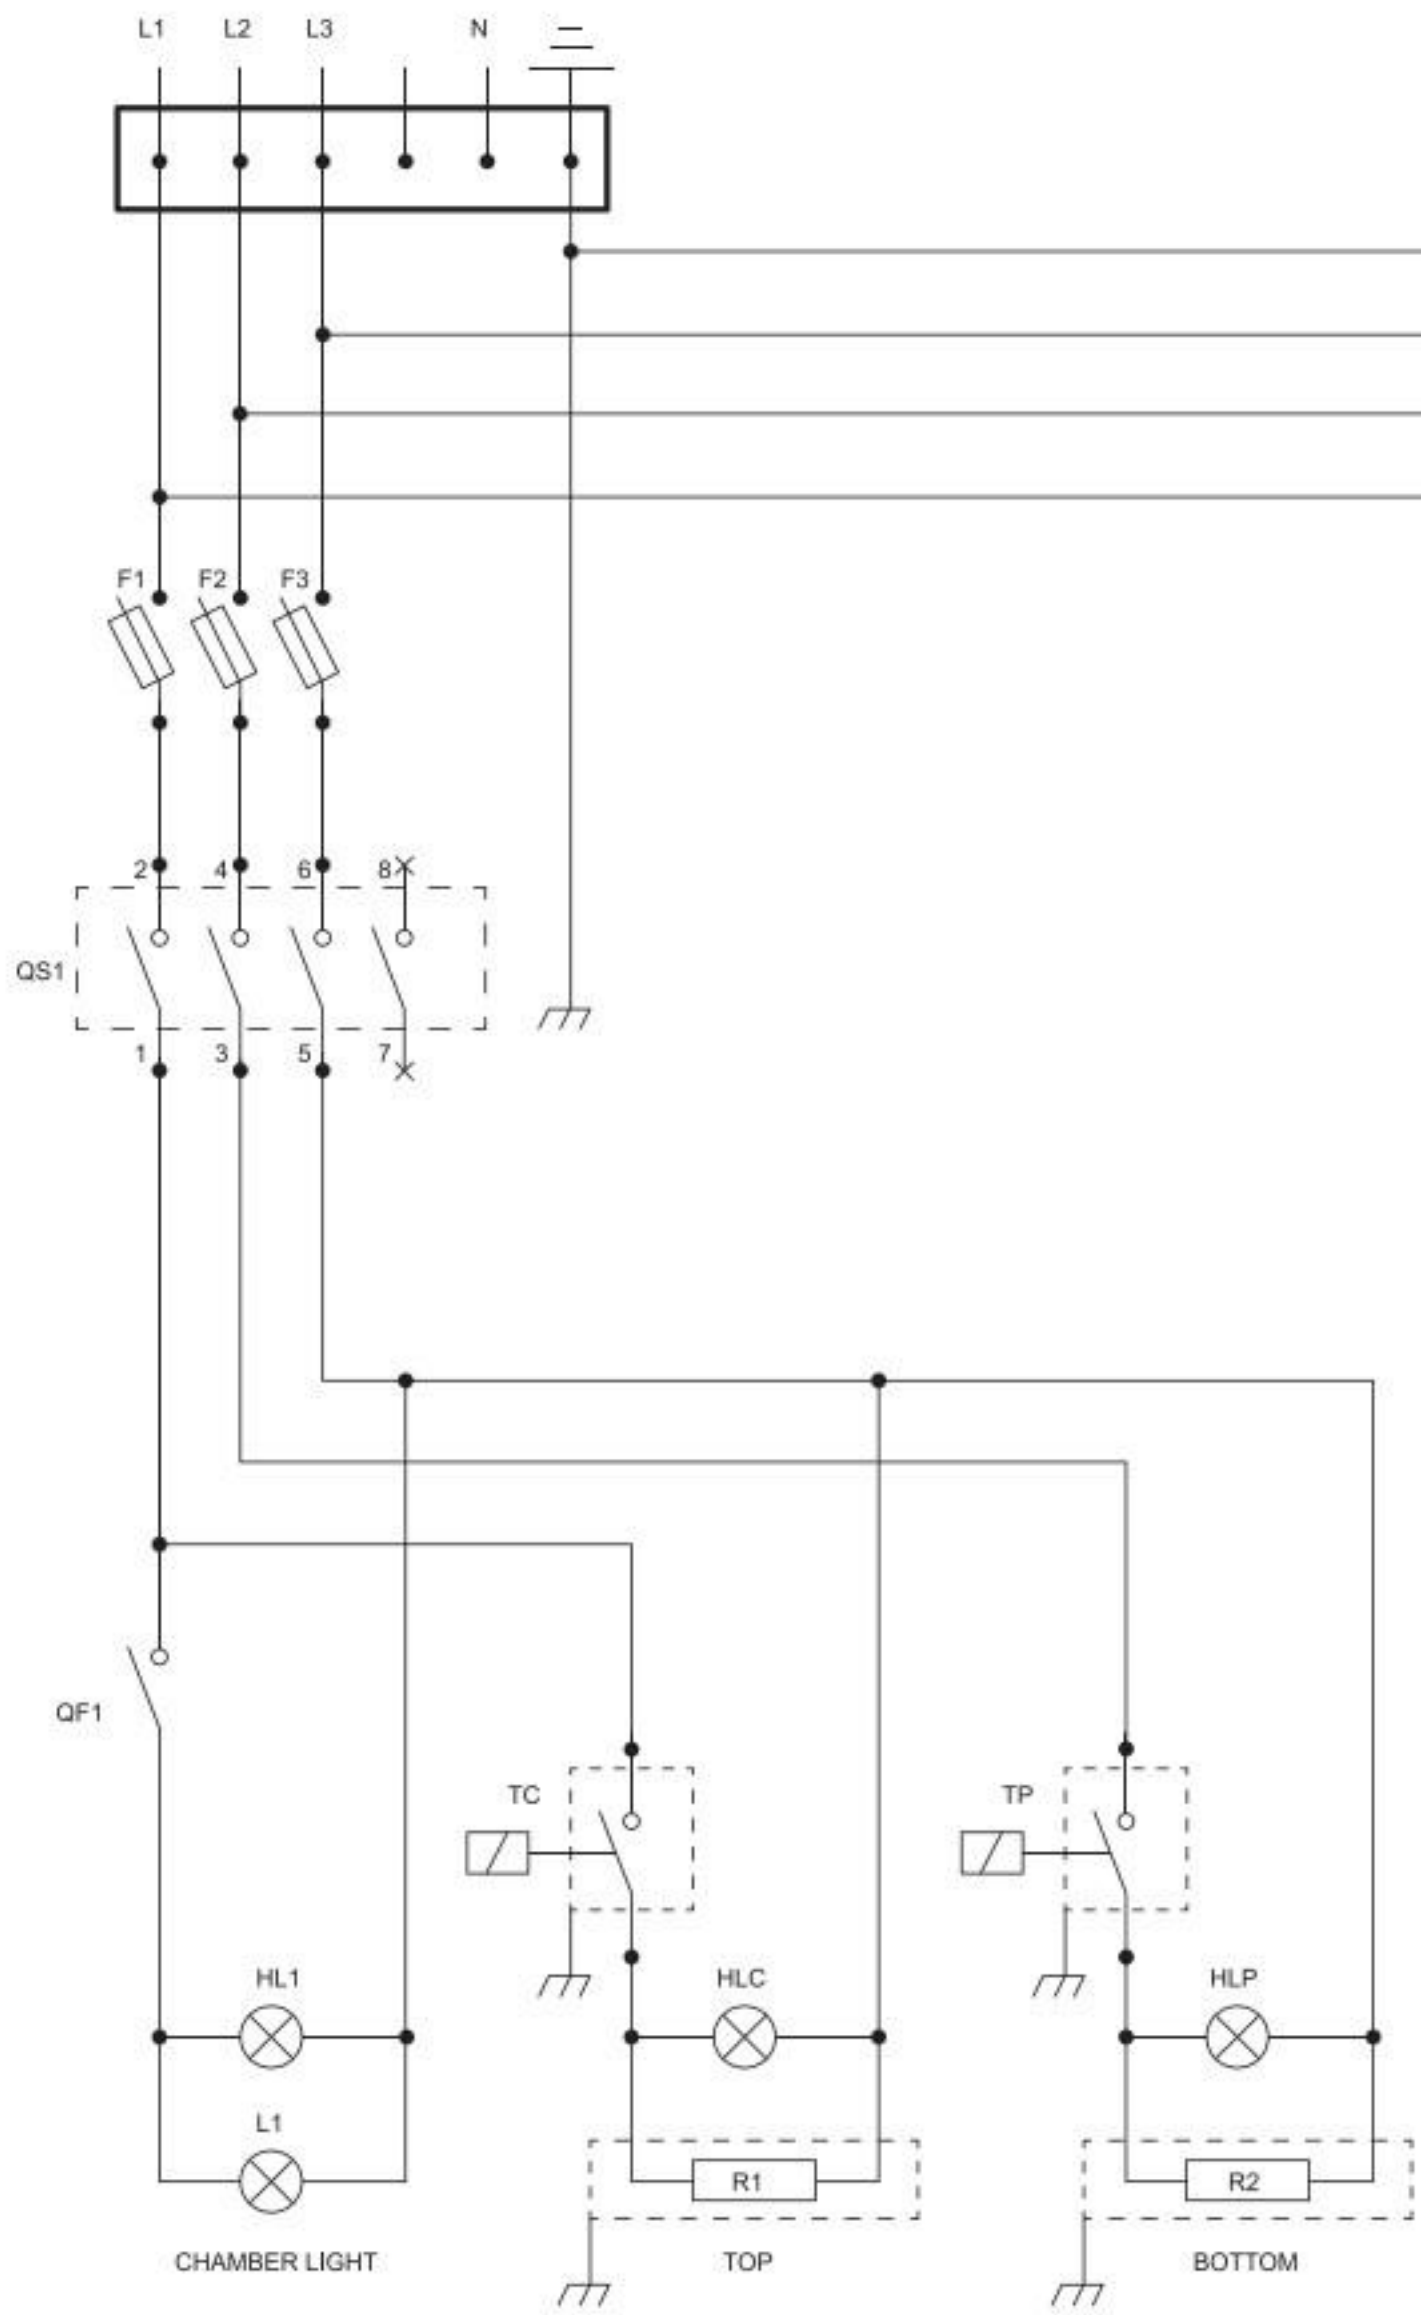 L1 L2 L3 N
F1 F2 F3
2 4 6 8
QS1
1 3 5 7
QF1
TC TP
HL1 HLC HLP
L1
R1 R2
CHAMBER LIGHT TOP BOTTOM